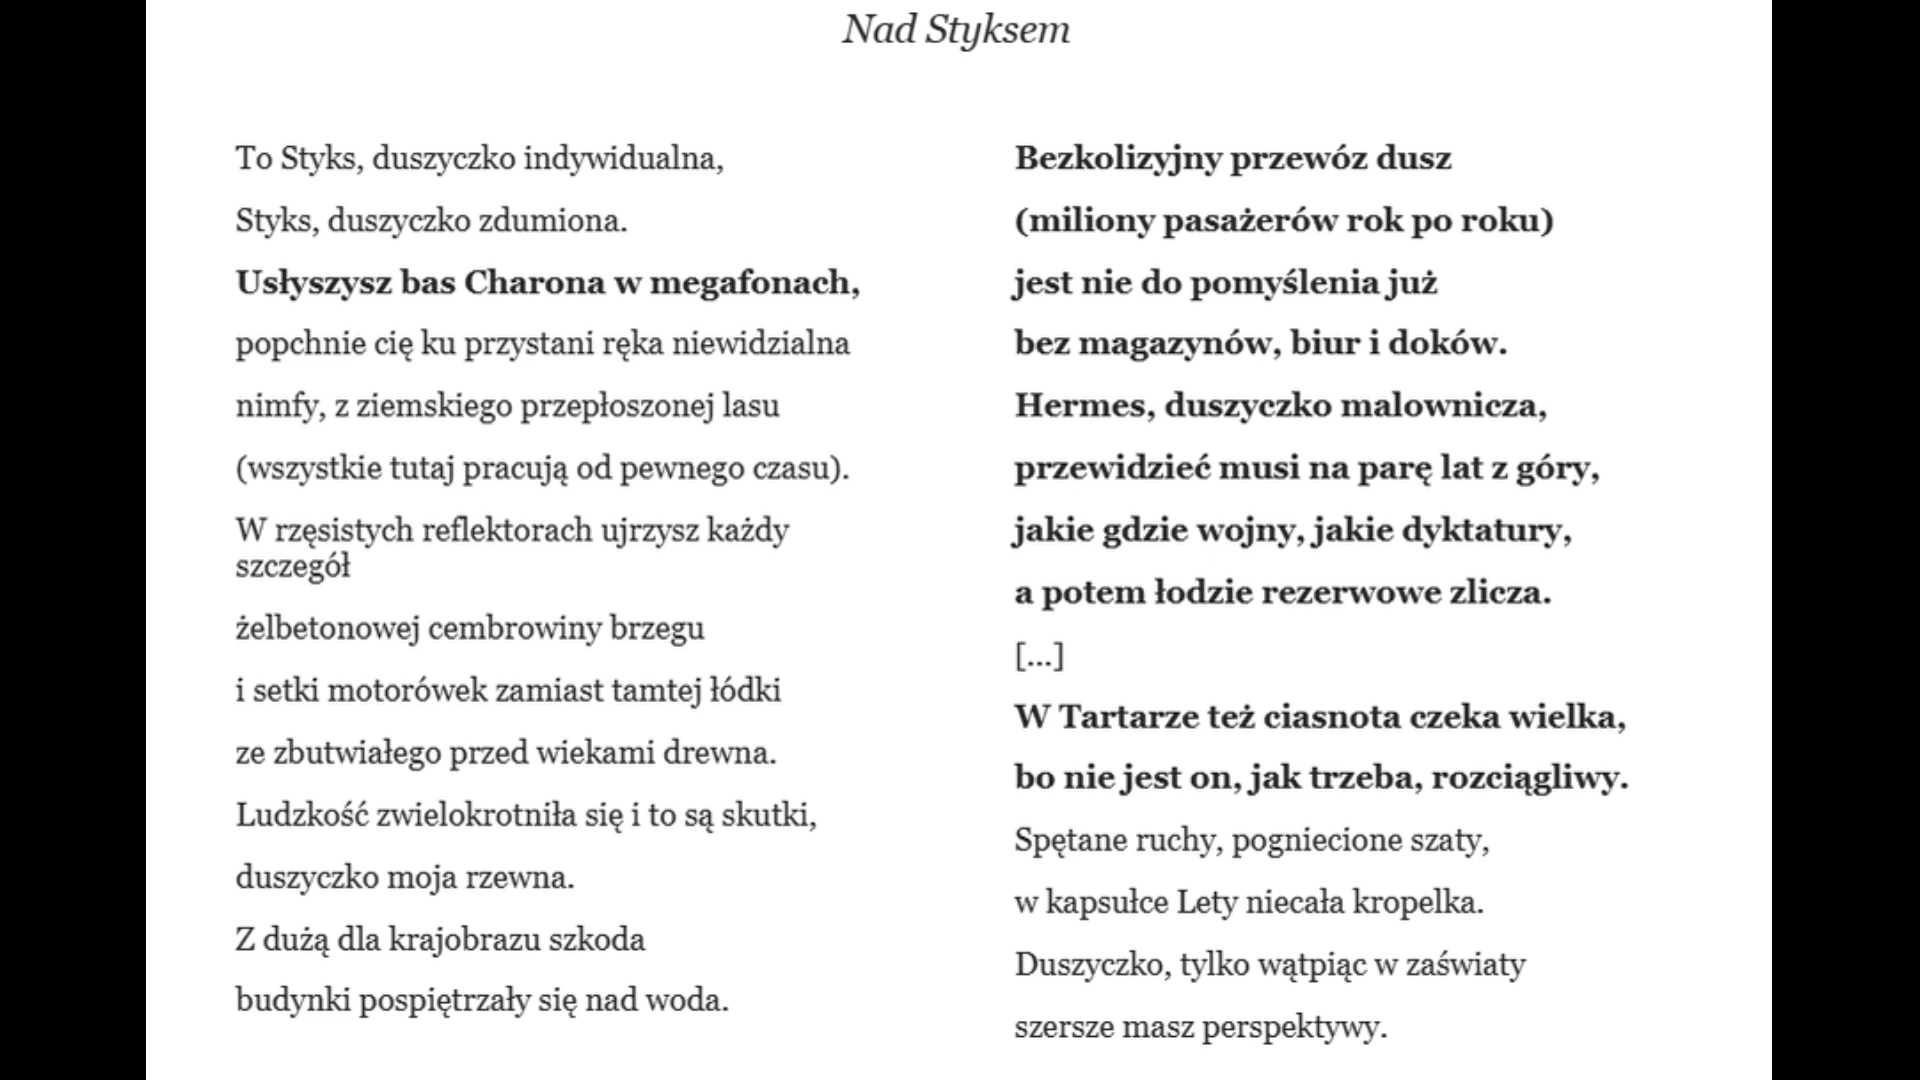 Nad Styksem
To Styks, duszyczko indywidualna,
Styks, duszyczko zdumiona.
Usłyszysz bas Charona w megafonach,
popchnie cię ku przystani ręka niewidzialna
nimfy, z ziemskiego przepłoszonej lasu
(wszystkie tutaj pracują od pewnego czasu).
W rzęsistych reflektorach ujrzysz każdy
szczegół
żelbetonowej cembrowiny brzegu
i setki motorówek zamiast tamtej łódki
ze zbutwiałego przed wiekami drewna.
Ludzkość zwielokrotniła się i to są skutki,
duszyczko moja rzewna.
Z dużą dla krajobrazu szkoda
budynki pospiętrzały się nad woda.
Bezkolizyjny przewóz dusz
(miliony pasażerów rok po roku)
jest nie do pomyślenia już
bez magazynów, biur i doków.
Hermes, duszyczko malownicza,
przewidzieć musi na parę lat z góry,
jakie gdzie wojny, jakie dyktatury,
a potem łodzie rezerwowe zlicza.
[...]
W Tartarze też ciasnota czeka wielka,
bo nie jest on, jak trzeba, rozciągliwy.
Spętane ruchy, pogniecione szaty,
w kapsułce Lety niecała kropelka.
Duszyczko, tylko wątpiąc w zaświaty
szersze masz perspektywy.